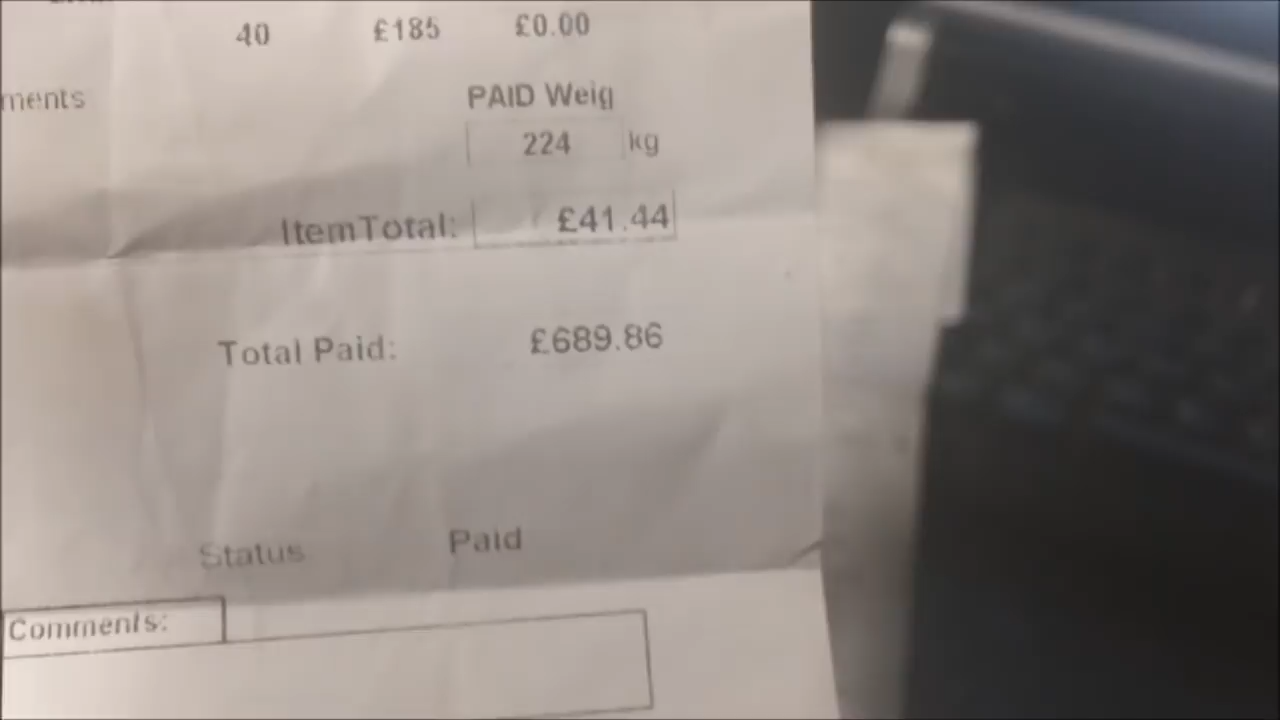 40 £185 £0.00
ments PAID Weig
224 kg
ItemTotal: £41.44
Total Paid: £689.86
Status Paid
Comments: